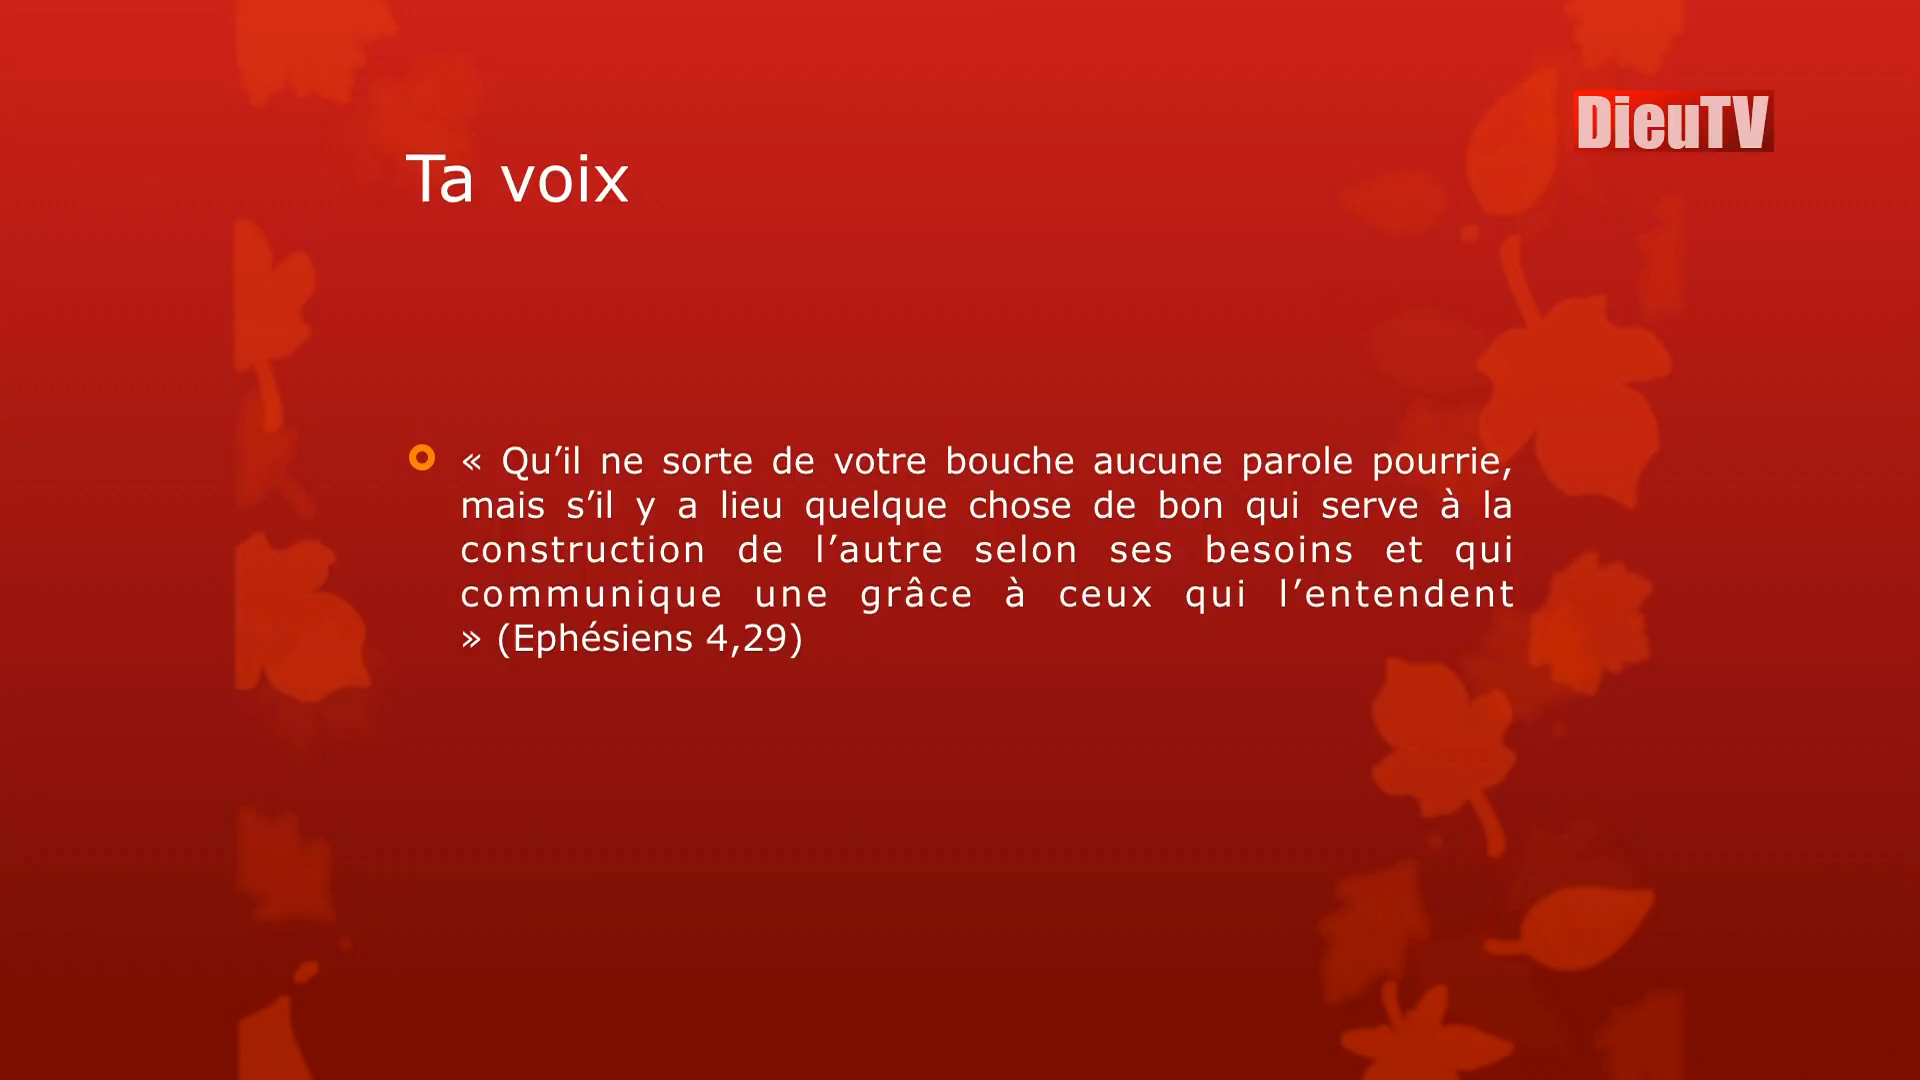 DieuTV
Ta voix
« Qu’il ne sorte de votre bouche aucune parole pourrie,
mais s’il y a lieu quelque chose de bon qui serve à la
construction de l’autre selon ses besoins et qui
communique une grâce à ceux qui l’entendent
» (Ephésiens 4,29)